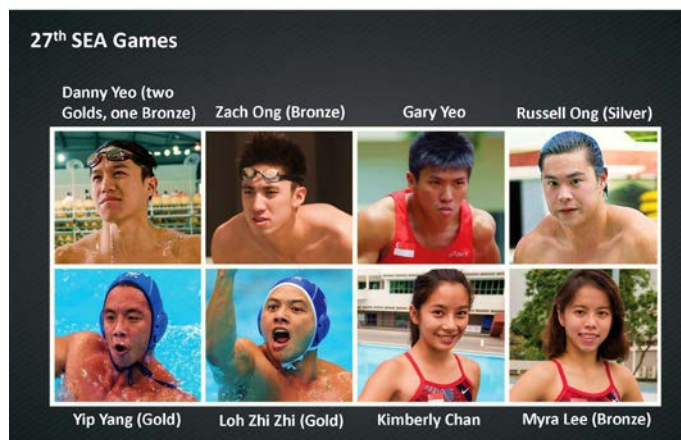 27th SEA Games
Danny Yeo (two
Golds, one Bronze)
Zach Ong (Bronze)
Gary Yeo
Russell Ong (Silver)
Yip Yang (Gold)
Loh Zhi Zhi (Gold)
Kimberly Chan
Myra Lee (Bronze)